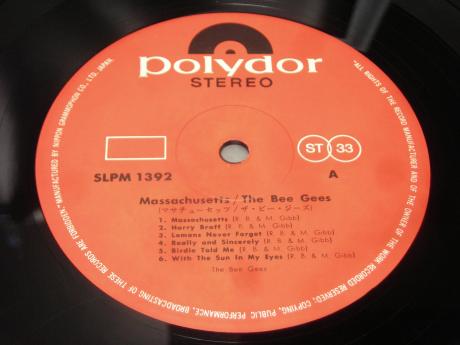 polydor
STEREO
SLPM 1392
ST 33
A
Massachusetts/The Bee Gees
(マサチューセッツ/ザ・ビー・ジーズ)
1. Massachusetts (R. B. & M. Gibb)
2. Harry Braff (R. B. & M. Gibb)
3. Lemons Never Forget (R. B. & M. Gibb)
4. Really and Sincerely (R. B. & M. Gibb)
5. Birdie Told Me (R. B. & M. Gibb)
6. With The Sun In My Eyes (R. B. & M. Gibb)
The Bee Gees
"ALL RIGHTS OF THE RECORD MANUFACTURER AND OF THE OWNER OF THE WORK RECORDED RESERVED; COPYING, PUBLIC PERFORMANCE, BROADCASTING OF THESE RECORDS ARE FORBIDDEN" MANUFACTURED BY NIPPON GRAMMOPHON CO., LTD. JAPAN.